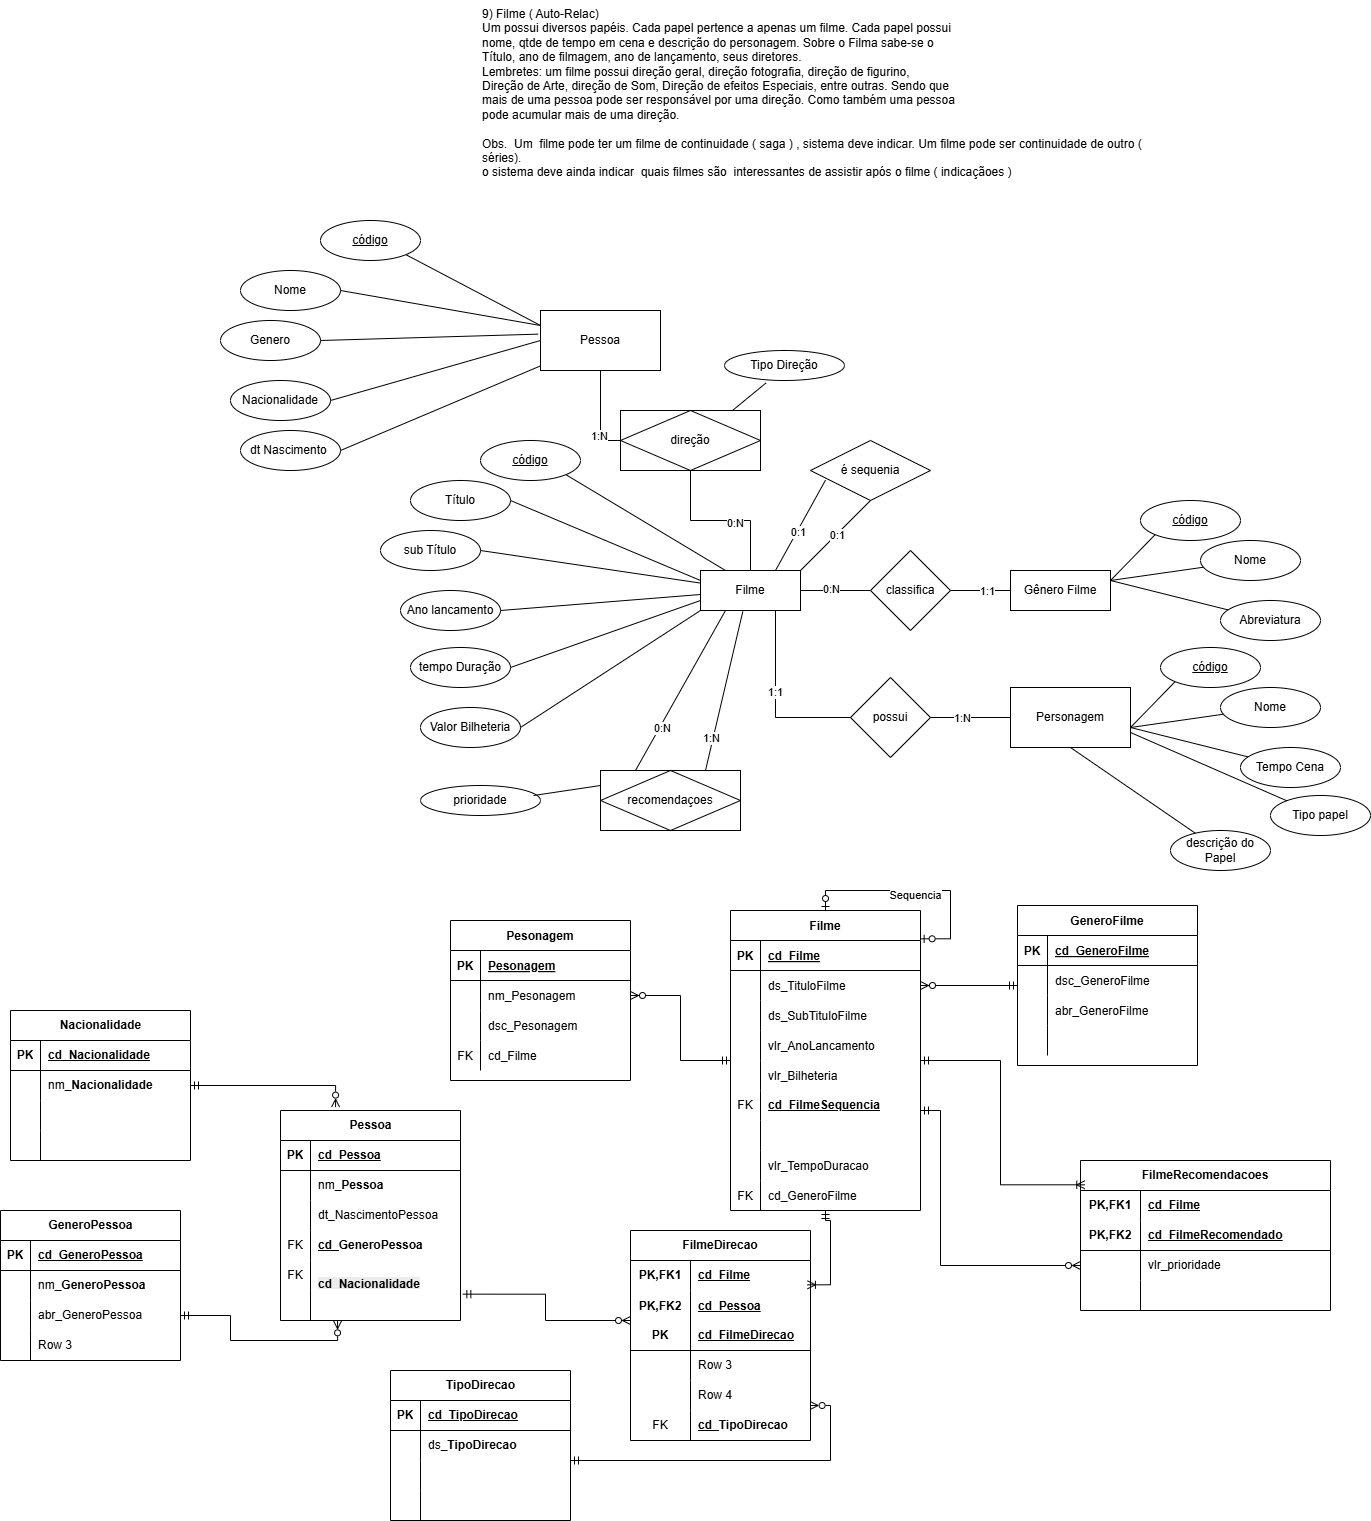 9) Filme ( Auto-Relac)
Um possui diversos papéis. Cada papel pertence a apenas um filme. Cada papel possui
nome, qtde de tempo em cena e descrição do personagem. Sobre o Filma sabe-se o
Título, ano de filmagem, ano de lançamento, seus diretores.
Lembretes: um filme possui direção geral, direção fotografia, direção de figurino,
Direção de Arte, direção de Som, Direção de efeitos Especiais, entre outras. Sendo que
mais de uma pessoa pode ser responsável por uma direção. Como também uma pessoa
pode acumular mais de uma direção.
Obs.  Um  filme pode ter um filme de continuidade ( saga ) , sistema deve indicar. Um filme pode ser continuidade de outro (
séries).
o sistema deve ainda indicar  quais filmes são  interessantes de assistir após o filme ( indicaçãoes )
código
Nome
Genero
Nacionalidade
dt Nascimento
Pessoa
1:N
Tipo Direção
direção
0:N
código
Título
sub Título
Ano lancamento
tempo Duração
Valor Bilheteria
Filme
é sequenia
0:1
0:1
0:N
classifica
1:1
Gênero Filme
código
Nome
Abreviatura
1:1
possui
1:N
Personagem
código
Nome
Tempo Cena
Tipo papel
descrição do
Papel
0:N
1:N
prioridade
recomendaçoes
Sequencia
Filme
PK cd_Filme
ds_TituloFilme
ds_SubTituloFilme
vlr_AnoLancamento
vlr_Bilheteria
FK cd_FilmeSequencia
vlr_TempoDuracao
FK cd_GeneroFilme
GeneroFilme
PK cd_GeneroFilme
dsc_GeneroFilme
abr_GeneroFilme
Pesonagem
PK Pesonagem
nm_Pesonagem
dsc_Pesonagem
FK cd_Filme
Nacionalidade
PK cd_Nacionalidade
nm_Nacionalidade
Pessoa
PK cd_Pessoa
nm_Pessoa
dt_NascimentoPessoa
FK cd_GeneroPessoa
FK cd_Nacionalidade
GeneroPessoa
PK cd_GeneroPessoa
nm_GeneroPessoa
abr_GeneroPessoa
Row 3
FilmeRecomendacoes
PK,FK1 cd_Filme
PK,FK2 cd_FilmeRecomendado
vlr_prioridade
FilmeDirecao
PK,FK1 cd_Filme
PK,FK2 cd_Pessoa
PK cd_FilmeDirecao
Row 3
Row 4
FK cd_TipoDirecao
TipoDirecao
PK cd_TipoDirecao
ds_TipoDirecao